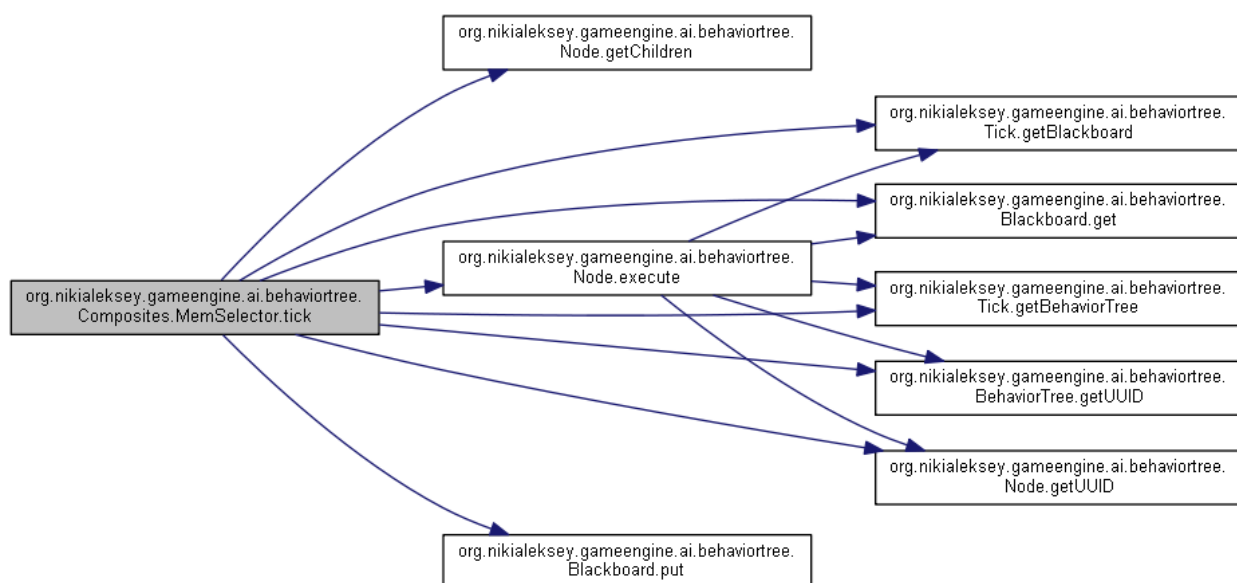 org.nikialeksey.gameengine.ai.behaviortree.
Node.getChildren
org.nikialeksey.gameengine.ai.behaviortree.
Tick.getBlackboard
org.nikialeksey.gameengine.ai.behaviortree.
Blackboard.get
org.nikialeksey.gameengine.ai.behaviortree.
Node.execute
org.nikialeksey.gameengine.ai.behaviortree.
Composites.MemSelector.tick
org.nikialeksey.gameengine.ai.behaviortree.
Tick.getBehaviorTree
org.nikialeksey.gameengine.ai.behaviortree.
BehaviorTree.getUUID
org.nikialeksey.gameengine.ai.behaviortree.
Node.getUUID
org.nikialeksey.gameengine.ai.behaviortree.
Blackboard.put